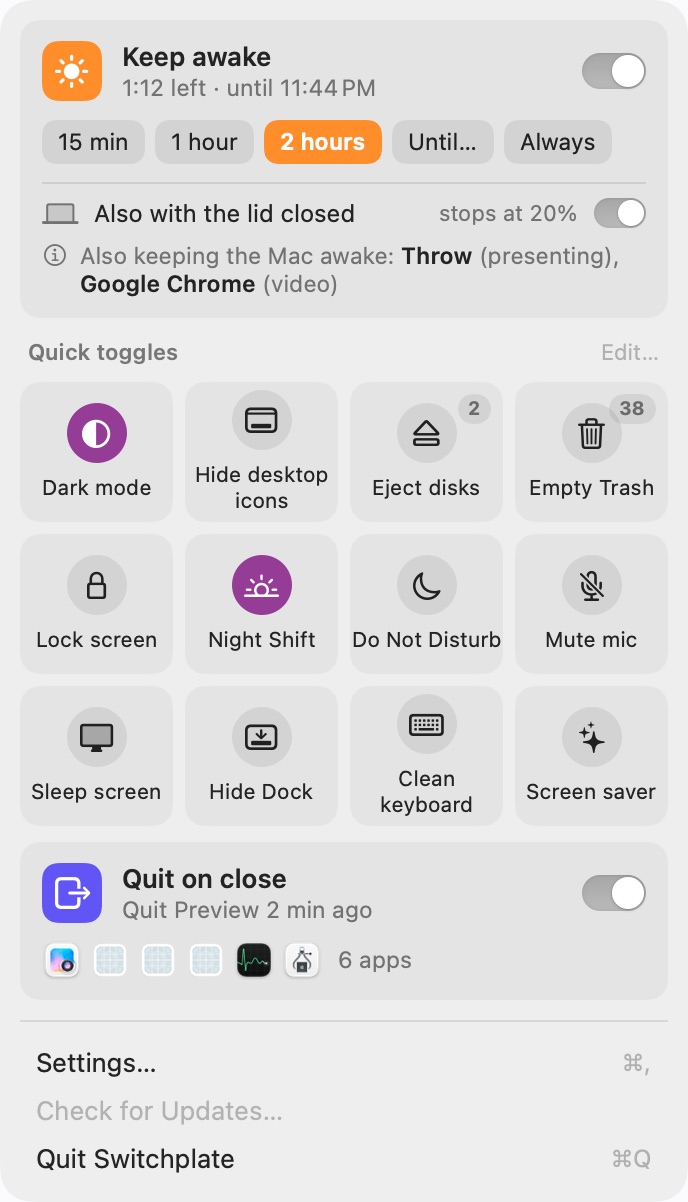 Keep awake
1:12 left · until 11:44 PM
15 min 1 hour 2 hours Until... Always
Also with the lid closed stops at 20%
Also keeping the Mac awake: Throw (presenting),
Google Chrome (video)
Quick toggles Edit...
2 38
Dark mode Hide desktop icons Eject disks Empty Trash
Lock screen Night Shift Do Not Disturb Mute mic
Sleep screen Hide Dock Clean keyboard Screen saver
Quit on close
Quit Preview 2 min ago
6 apps
Settings... ⌘,
Check for Updates...
Quit Switchplate ⌘Q